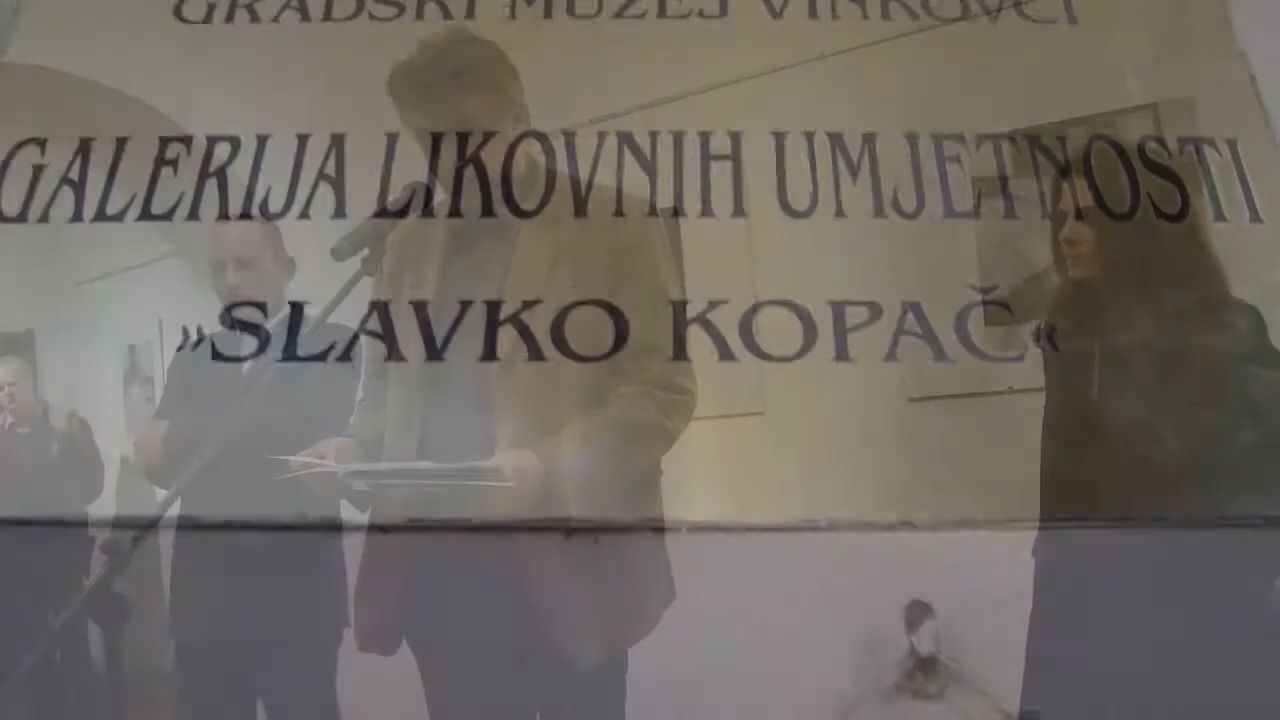 GRADSKI MUZEJ VINKOVCI
GALERIJA LIKOVNIH UMJETNOSTI
»SLAVKO KOPAČ«